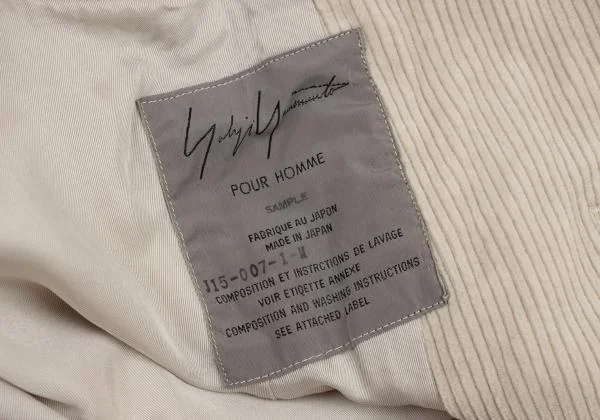 Yohji Yamamoto
POUR HOMME
SAMPLE
FABRIQUE AU JAPON
MADE IN JAPAN
J15-007-1-M
COMPOSITION ET INSTRCTIONS DE LAVAGE
VOIR ETIQETTE ANNEXE
COMPOSITION AND WASHING INSTRUCTIONS
SEE ATTACHED LABEL